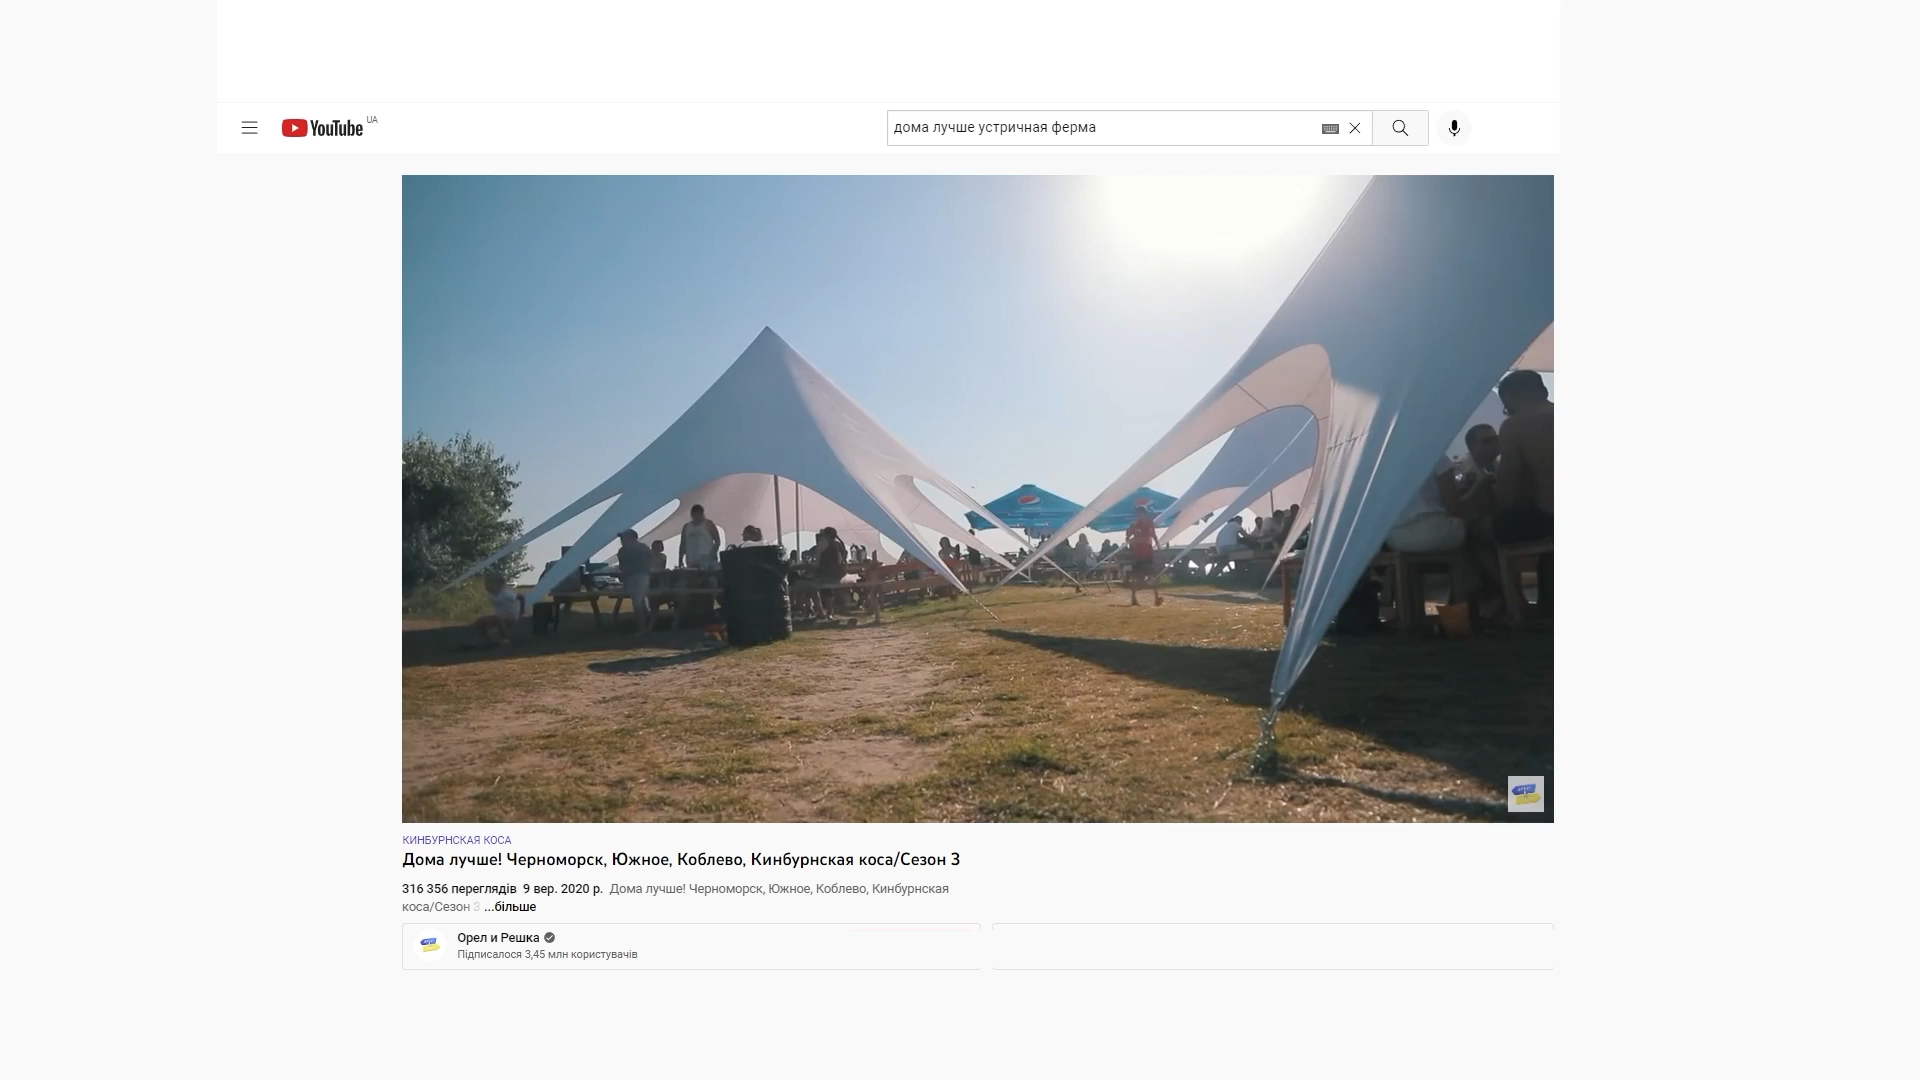 YouTube UA
дома лучше устричная ферма
КИНБУРНСКАЯ КОСА
Дома лучше! Черноморск, Южное, Коблево, Кинбурнская коса/Сезон 3
316 356 переглядів 9 вер. 2020 р. Дома лучше! Черноморск, Южное, Коблево, Кинбурнская
коса/Сезон 3 ...більше
Орел и Решка
Підписалося 3,45 млн користувачів